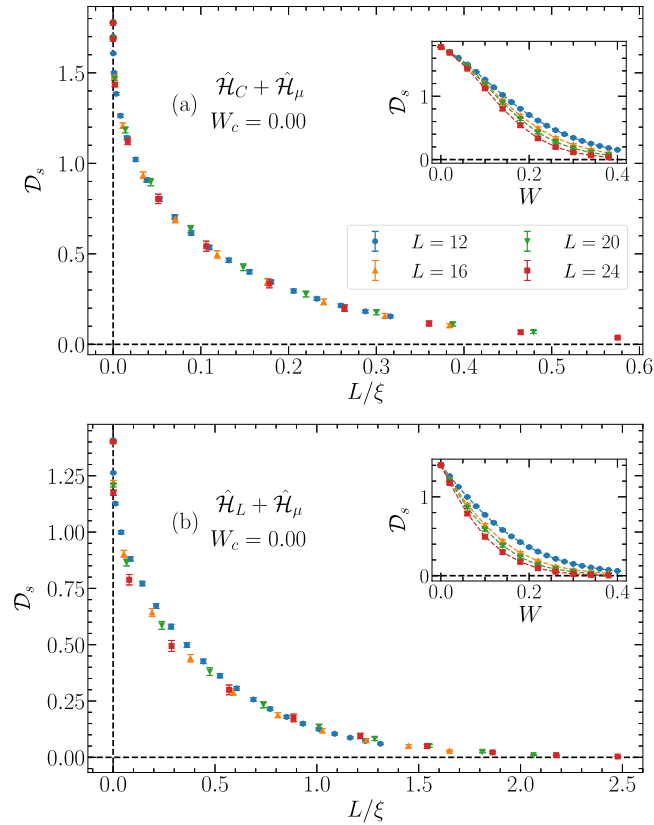 1.5
1.0
0.5
0.0
𝒟ₛ
(a)
Ĥ_C + Ĥ_μ
W_c = 0.00
1
0
𝒟ₛ
0.0 0.2 0.4
W
L = 12
L = 20
L = 16
L = 24
0.0 0.1 0.2 0.3 0.4 0.5 0.6
L/ξ
1.25
1.00
0.75
0.50
0.25
0.00
𝒟ₛ
(b)
Ĥ_L + Ĥ_μ
W_c = 0.00
1
0
𝒟ₛ
0.0 0.2 0.4
W
0.0 0.5 1.0 1.5 2.0 2.5
L/ξ